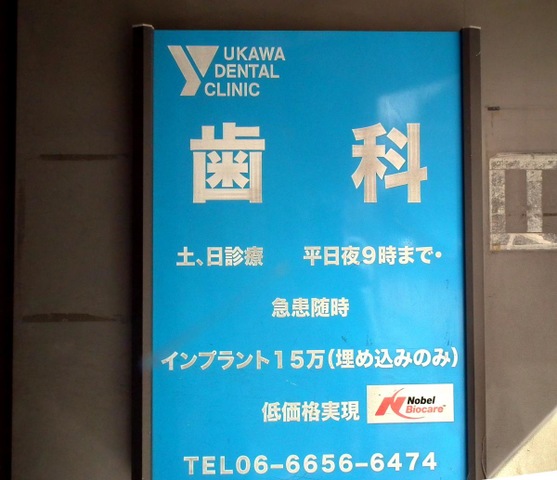 YUKAWA
DENTAL
CLINIC
歯 科
土、日診療 平日夜9時まで・
急患随時
インプラント15万(埋め込みのみ)
低価格実現 Nobel
Biocare
TEL06-6656-6474